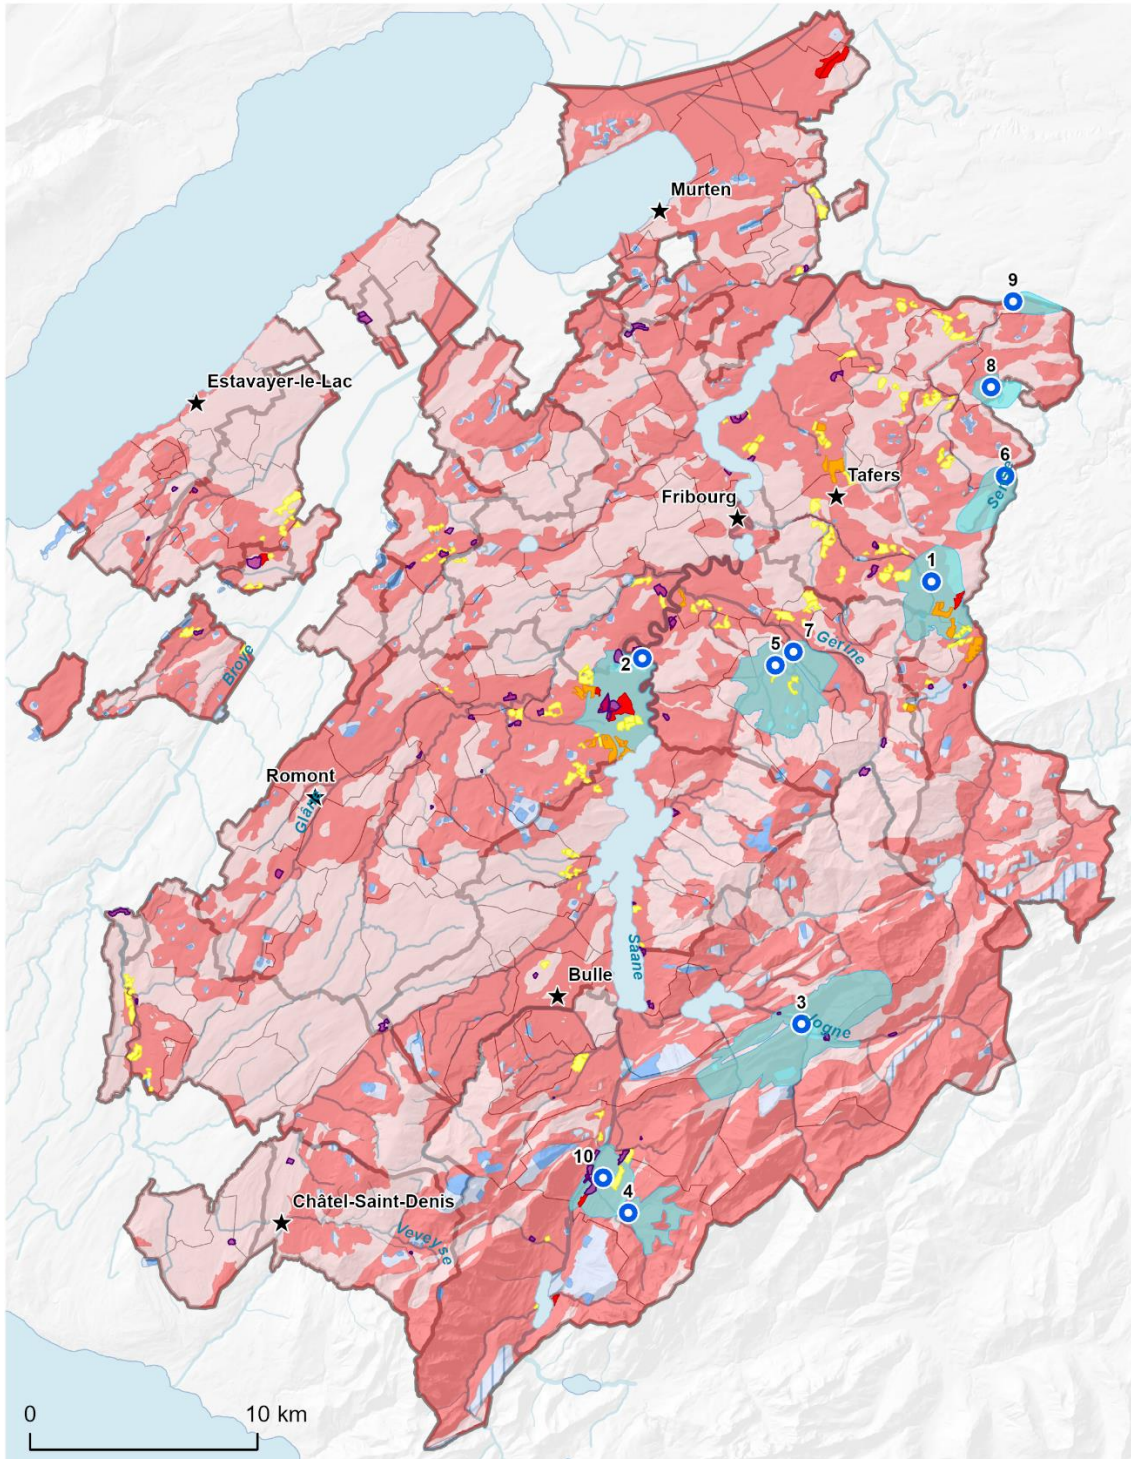 Murten
9
Estavayer-le-Lac
8
6
Tafers
Fribourg
1
7
Gerine
5
2
Broye
Romont
Glâne
Saane
Bulle
3
Jogne
10
4
Châtel-Saint-Denis
Veveyse
0
10 km